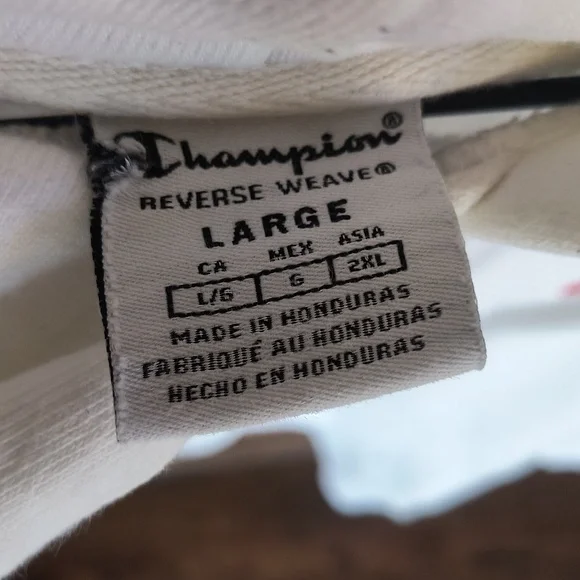 Champion®
REVERSE WEAVE®
LARGE
CA MEX ASIA
L/G G 2XL
MADE IN HONDURAS
FABRIQUÉ AU HONDURAS
HECHO EN HONDURAS